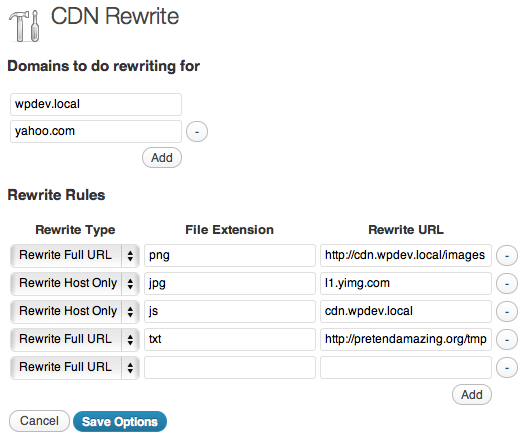 CDN Rewrite
Domains to do rewriting for
wpdev.local
yahoo.com -
Add
Rewrite Rules
Rewrite Type File Extension Rewrite URL
Rewrite Full URL png http://cdn.wpdev.local/images -
Rewrite Host Only jpg l1.yimg.com -
Rewrite Host Only js cdn.wpdev.local -
Rewrite Full URL txt http://pretendamazing.org/tmp -
Rewrite Full URL -
Add
Cancel Save Options